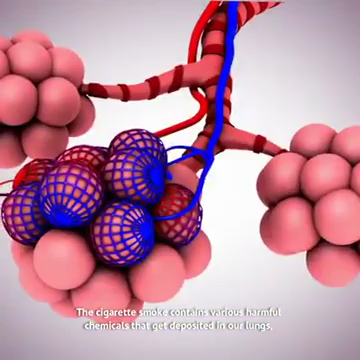 The cigarette smoke contains various harmful
chemicals that get deposited in our lungs,